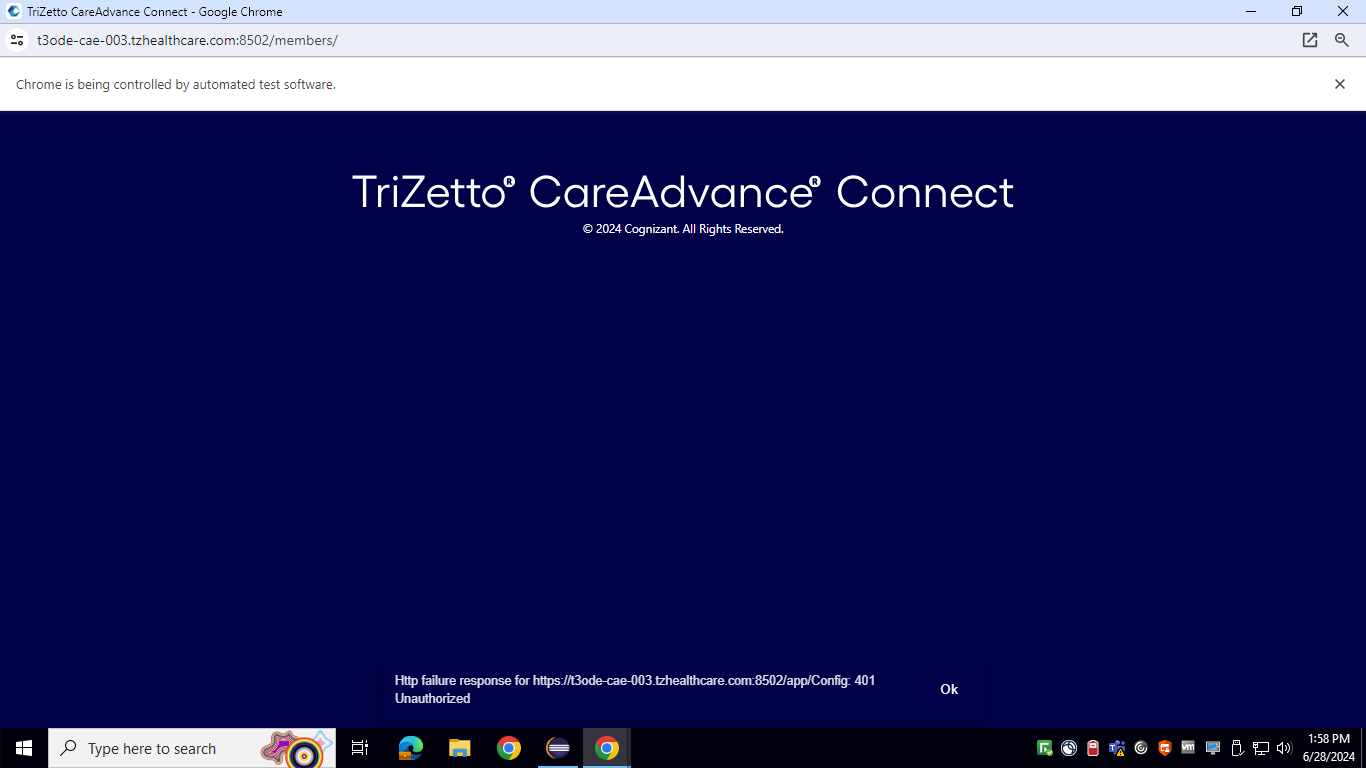 TriZetto CareAdvance Connect - Google Chrome
t3ode-cae-003.tzhealthcare.com:8502/members/
Chrome is being controlled by automated test software.
TriZetto® CareAdvance® Connect
© 2024 Cognizant. All Rights Reserved.
Http failure response for https://t3ode-cae-003.tzhealthcare.com:8502/app/Config: 401
Unauthorized
Ok
Type here to search
vm
1:58 PM
6/28/2024